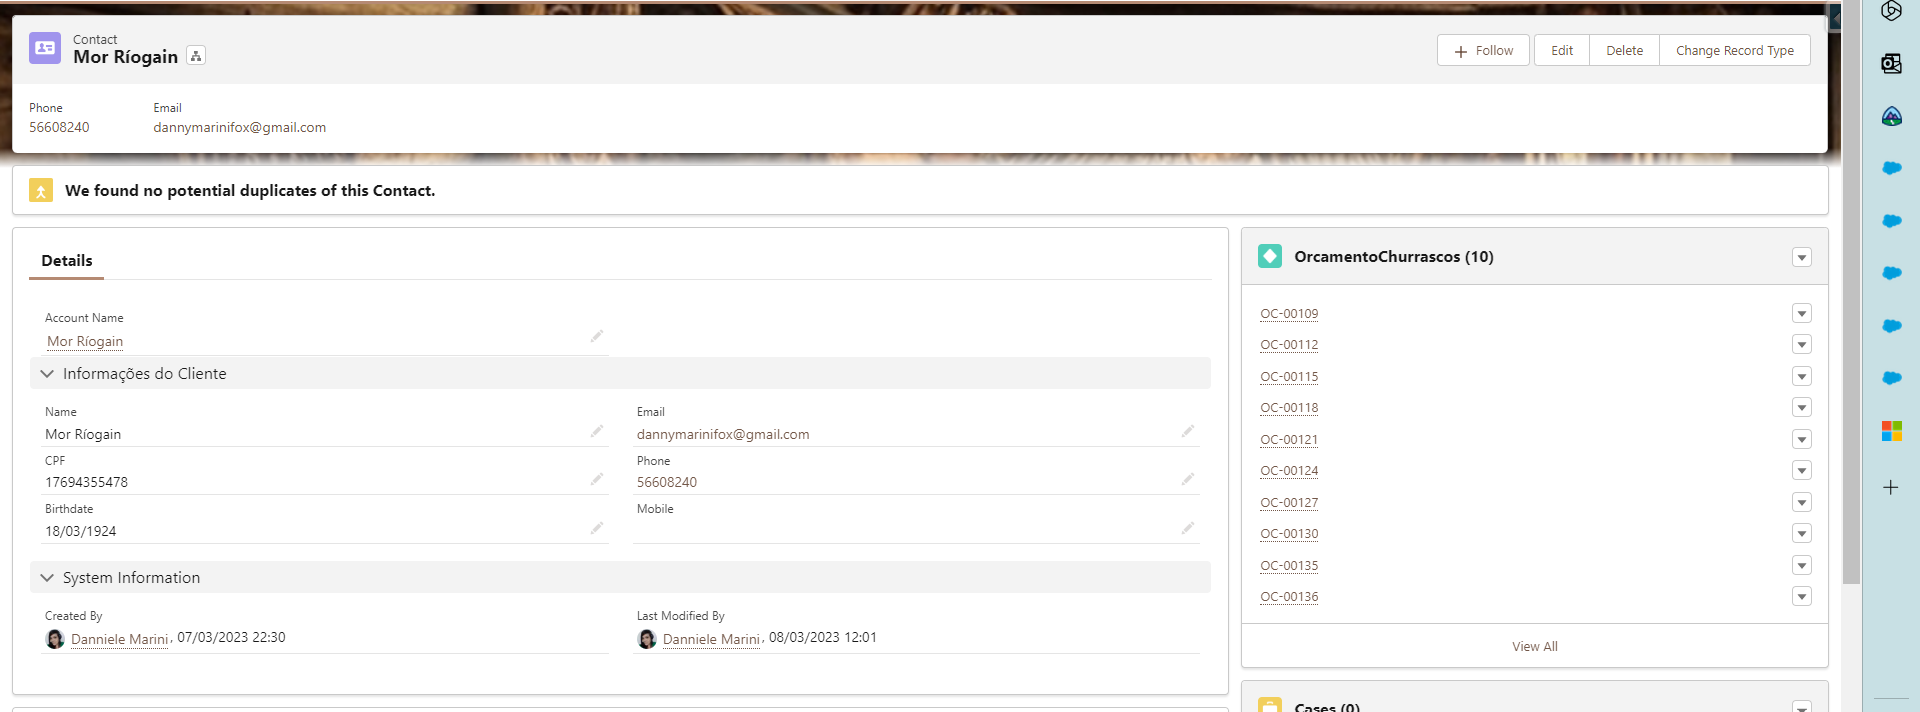 Contact
Mor Ríogain
Follow
Edit
Delete
Change Record Type
Phone
Email
56608240
dannymarinifox@gmail.com
We found no potential duplicates of this Contact.
Details
Account Name
Mor Ríogain
Informações do Cliente
Name
Mor Ríogain
Email
dannymarinifox@gmail.com
CPF
17694355478
Phone
56608240
Birthdate
18/03/1924
Mobile
System Information
Created By
Danniele Marini, 07/03/2023 22:30
Last Modified By
Danniele Marini, 08/03/2023 12:01
OrcamentoChurrascos (10)
OC-00109
OC-00112
OC-00115
OC-00118
OC-00121
OC-00124
OC-00127
OC-00130
OC-00135
OC-00136
View All
Cases (0)